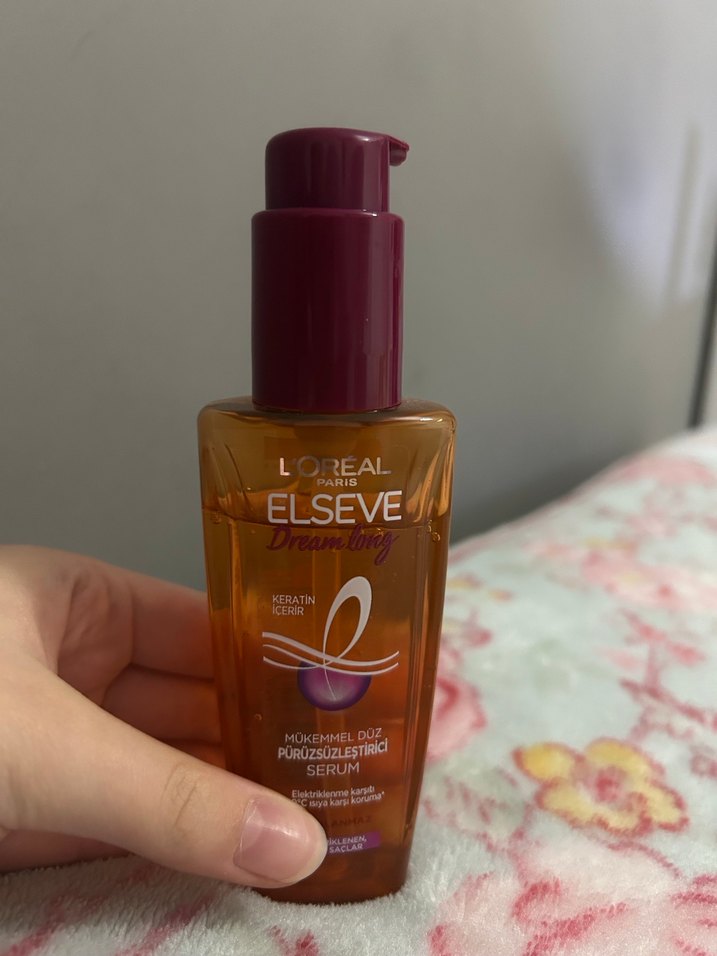 L'ORÉAL
PARIS
ELSEVE
Dream long
KERATİN
İÇERİR
MÜKEMMEL DÜZ
PÜRÜZSÜZLEŞTİRİCİ
SERUM
Elektriklenme karşıtı
°C ısıya karşı koruma*
SAÇLAR